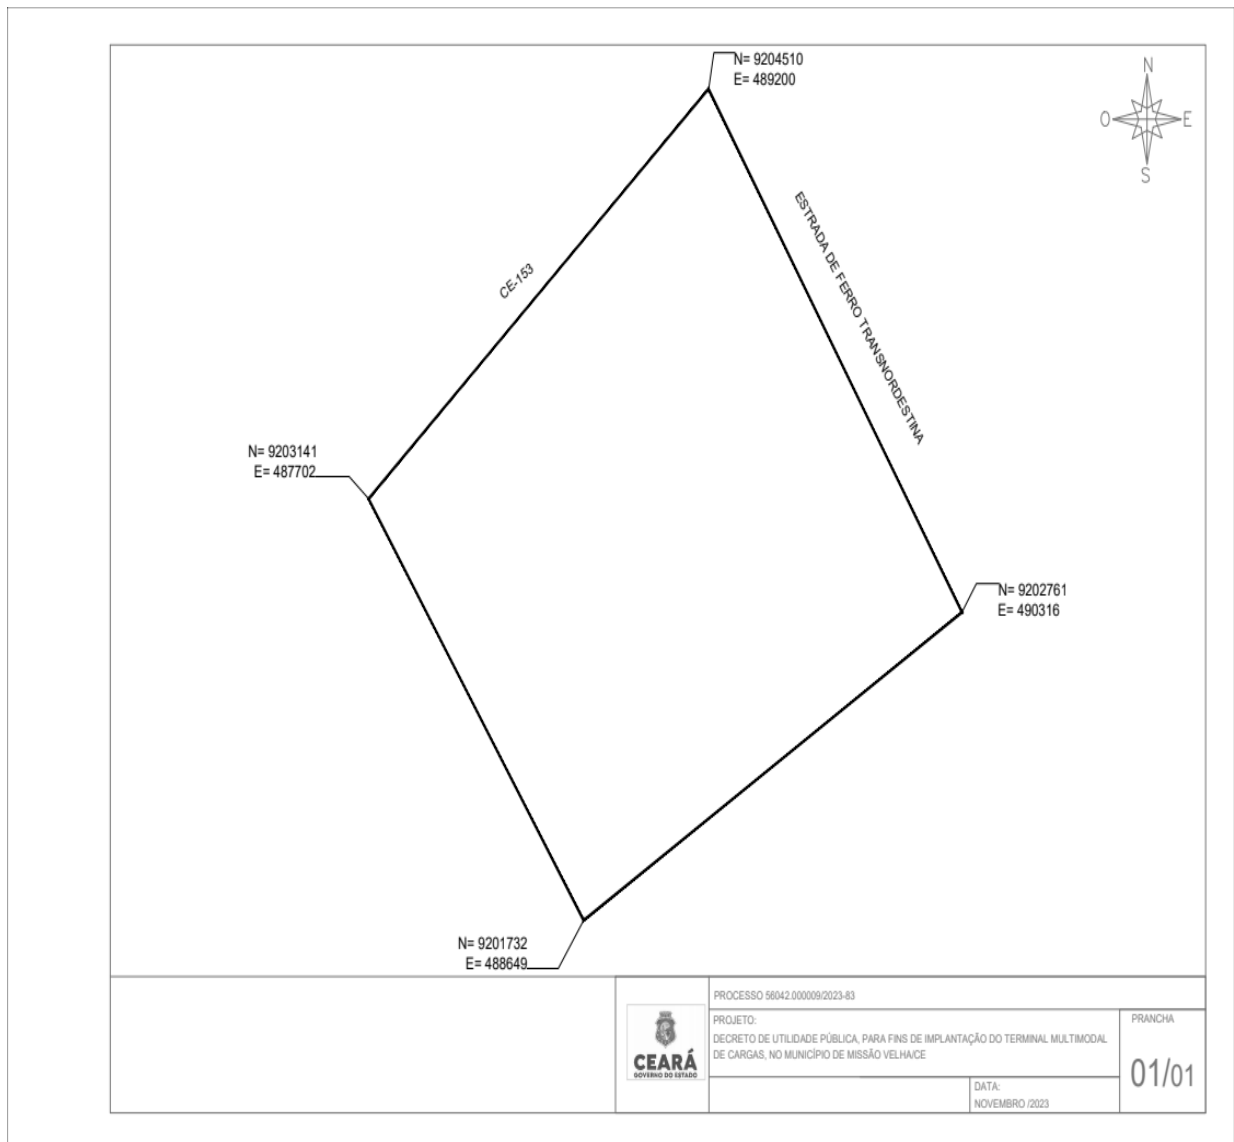 N= 9204510
E= 489200
N
O
E
S
CE-153
ESTRADA DE FERRO TRANSNORDESTINA
N= 9203141
E= 487702
N= 9202761
E= 490316
N= 9201732
E= 488649
CEARÁ
GOVERNO DO ESTADO
PROCESSO 56042.000009/2023-83
PROJETO:
DECRETO DE UTILIDADE PÚBLICA, PARA FINS DE IMPLANTAÇÃO DO TERMINAL MULTIMODAL
DE CARGAS, NO MUNICÍPIO DE MISSÃO VELHA/CE
DATA:
NOVEMBRO /2023
PRANCHA
01/01